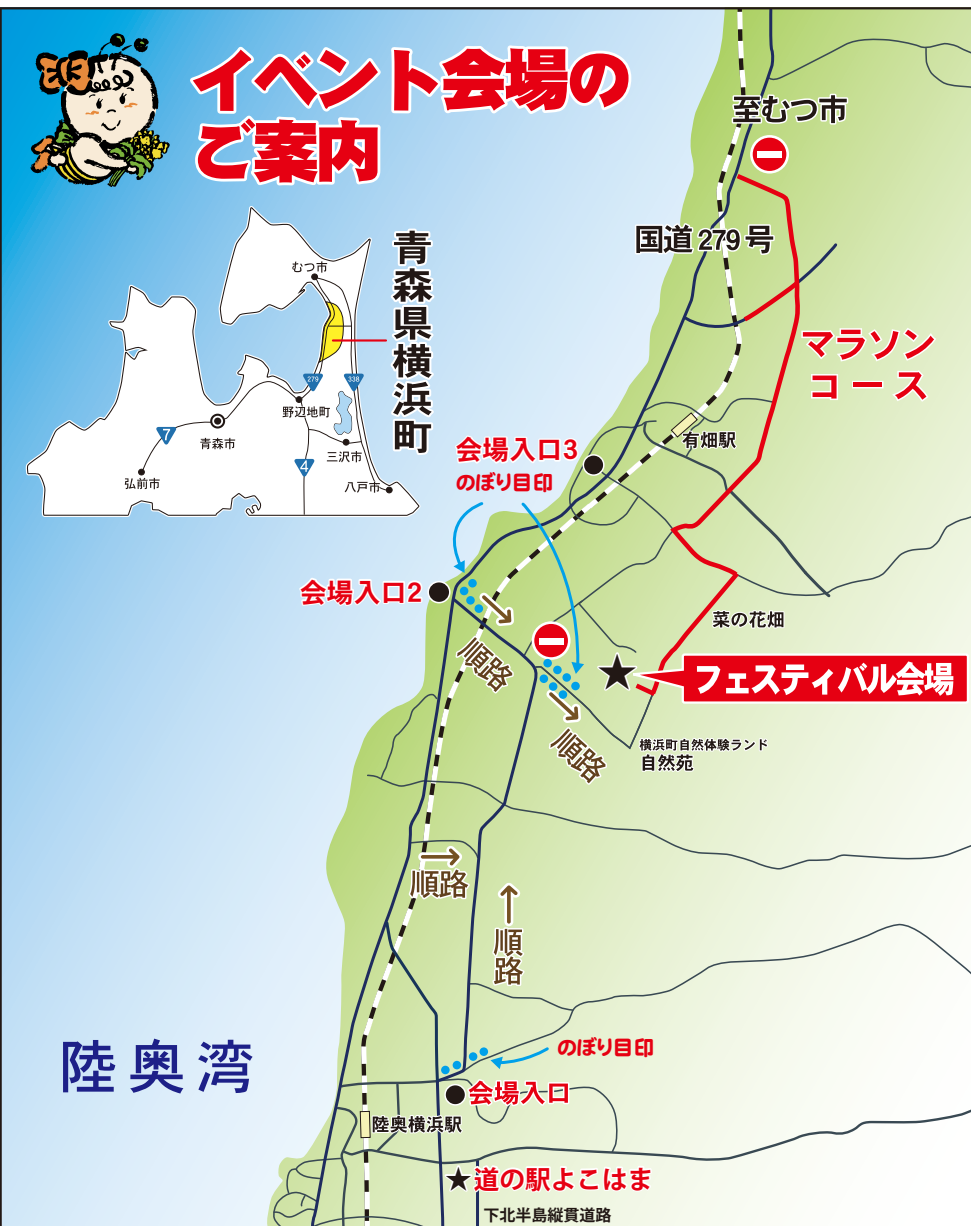 イベント会場の
ご案内
至むつ市
国道279号
青森県横浜町
むつ市
279
338
野辺地町
7
青森市
三沢市
4
弘前市
八戸市
マラソン
コース
有畑駅
会場入口3
のぼり目印
会場入口2
順路
菜の花畑
フェスティバル会場
順路
横浜町自然体験ランド
自然苑
順路
順路
陸奥湾
のぼり目印
会場入口
陸奥横浜駅
道の駅よこはま
下北半島縦貫道路